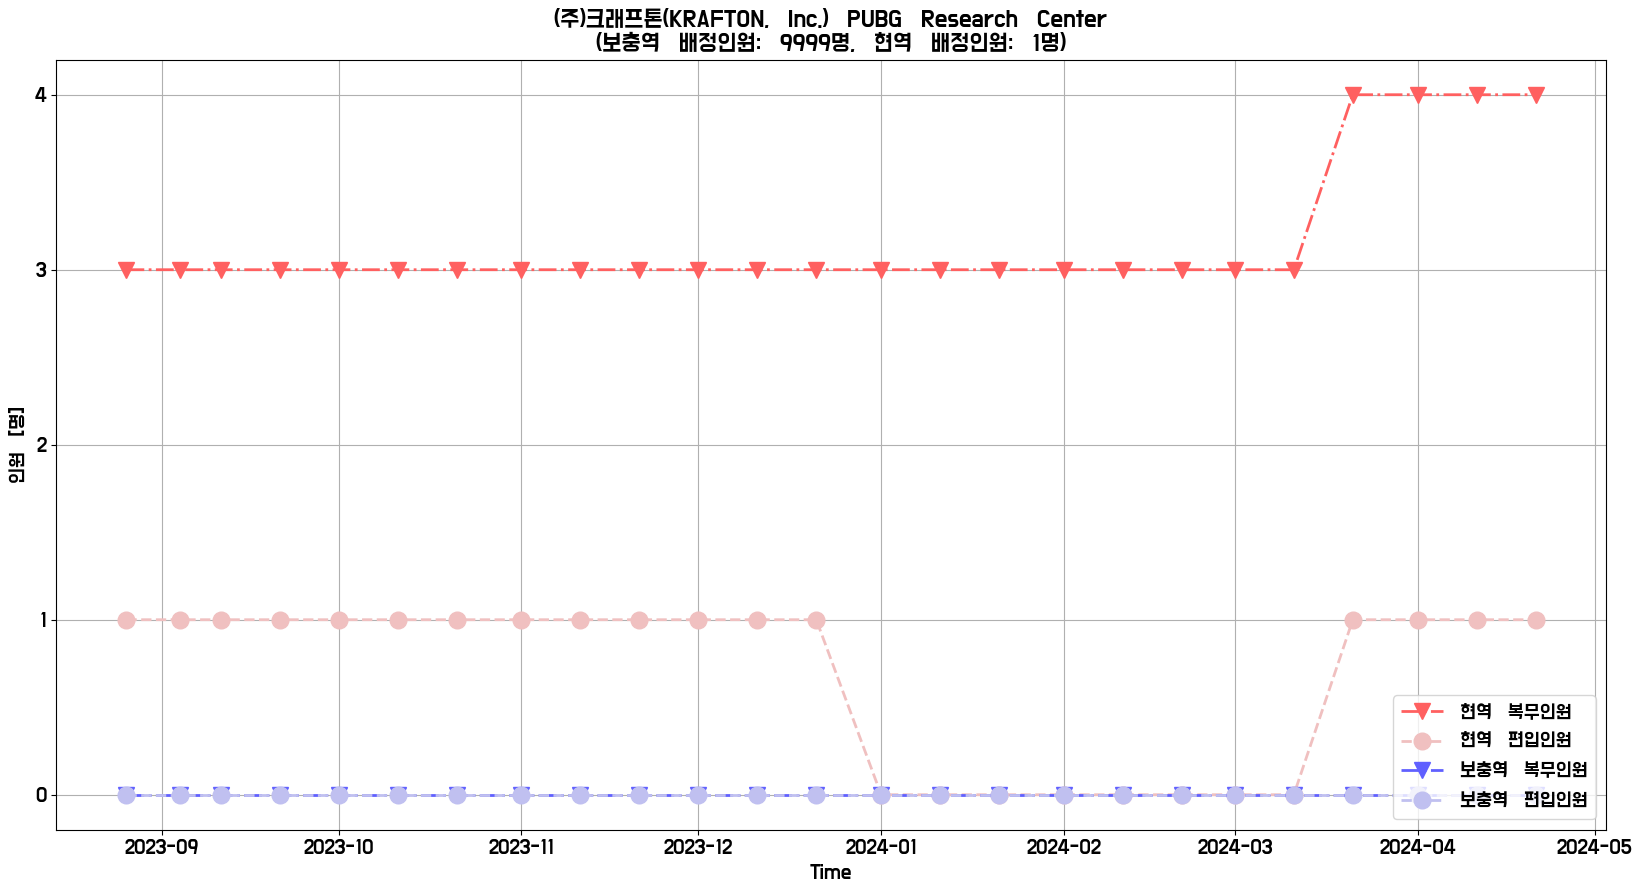 (주)크래프톤(KRAFTON, Inc.) PUBG Research Center
(보충역 배정인원: 9999명, 현역 배정인원: 1명)
4
3
2
1
0
인원 [명]
현역 복무인원
현역 편입인원
보충역 복무인원
보충역 편입인원
2023-09
2023-10
2023-11
2023-12
2024-01
2024-02
2024-03
2024-04
2024-05
Time